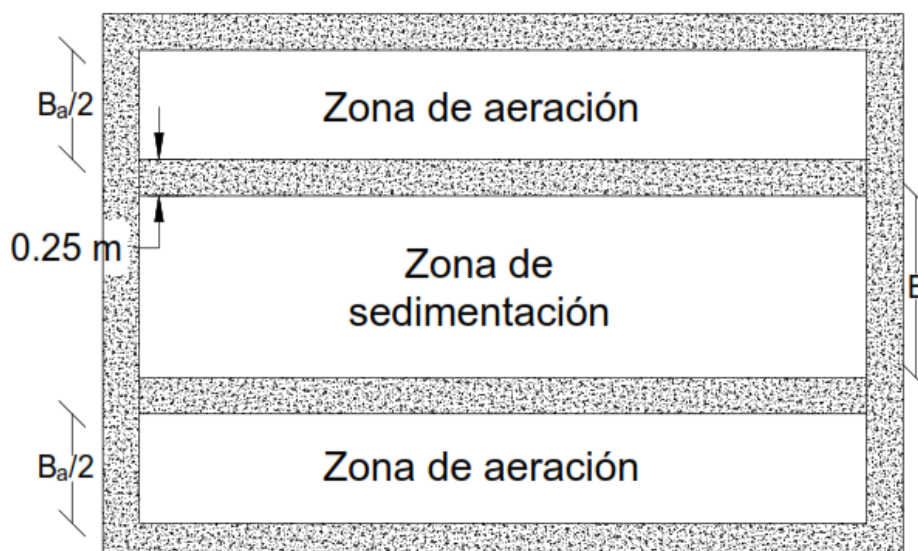 Zona de aeración
Bₐ/2
0.25 m
Zona de
sedimentación
B
Bₐ/2
Zona de aeración